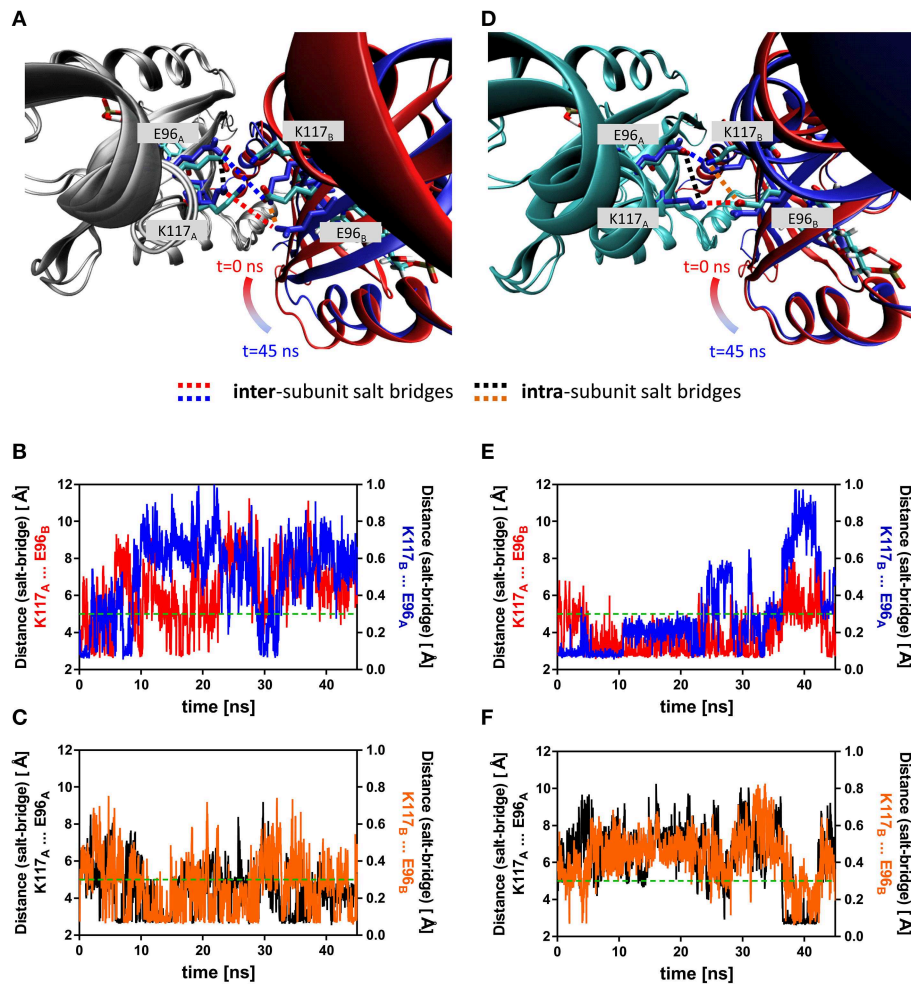 A
E96A
K117B
K117A
E96B
t=0 ns
t=45 ns
D
E96A
K117B
K117A
E96B
t=0 ns
t=45 ns
inter-subunit salt bridges
intra-subunit salt bridges
B
Distance (salt-bridge) [Å]
K117A ... E96B
12
10
8
6
4
2
0
10
20
30
40
time [ns]
1.0
0.8
0.6
0.4
0.2
0.0
K117B ... E96A
Distance (salt-bridge) [Å]
E
Distance (salt-bridge) [Å]
K117A ... E96B
12
10
8
6
4
2
0
10
20
30
40
time [ns]
1.0
0.8
0.6
0.4
0.2
0.0
K117B ... E96A
Distance (salt-bridge) [Å]
C
Distance (salt-bridge) [Å]
K117A ... E96A
12
10
8
6
4
2
0
10
20
30
40
time [ns]
1.0
0.8
0.6
0.4
0.2
0.0
K117B ... E96B
Distance (salt-bridge) [Å]
F
Distance (salt-bridge) [Å]
K117A ... E96A
12
10
8
6
4
2
0
10
20
30
40
time [ns]
1.0
0.8
0.6
0.4
0.2
0.0
K117B ... E96B
Distance (salt-bridge) [Å]